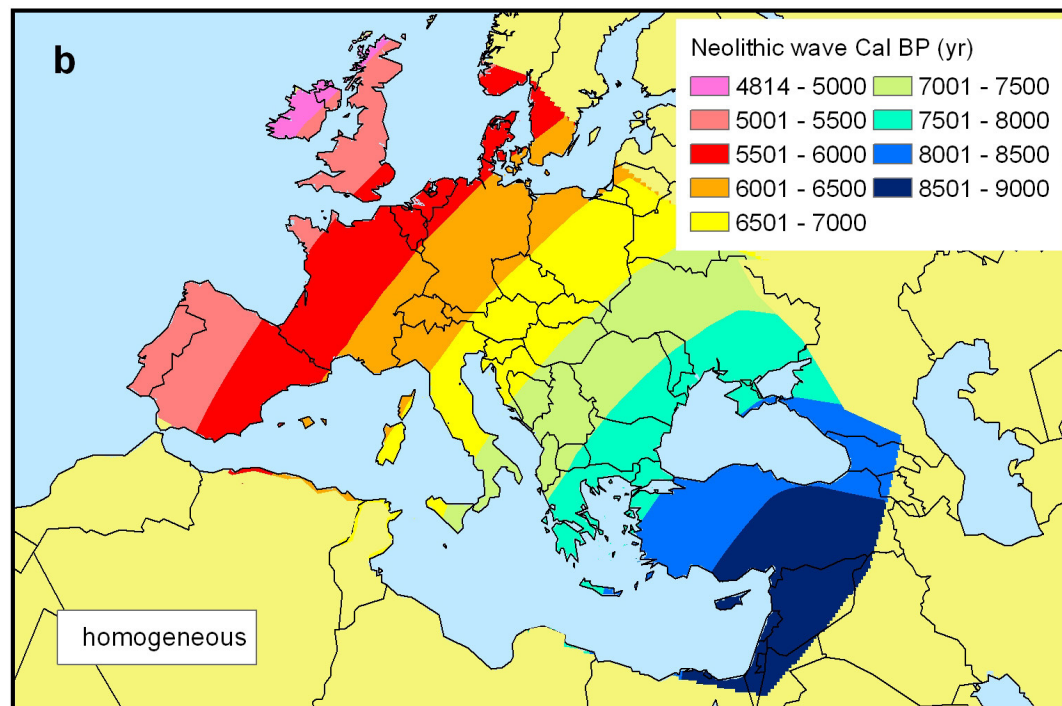 b
Neolithic wave Cal BP (yr)
4814 - 5000
5001 - 5500
5501 - 6000
6001 - 6500
6501 - 7000
7001 - 7500
7501 - 8000
8001 - 8500
8501 - 9000
homogeneous